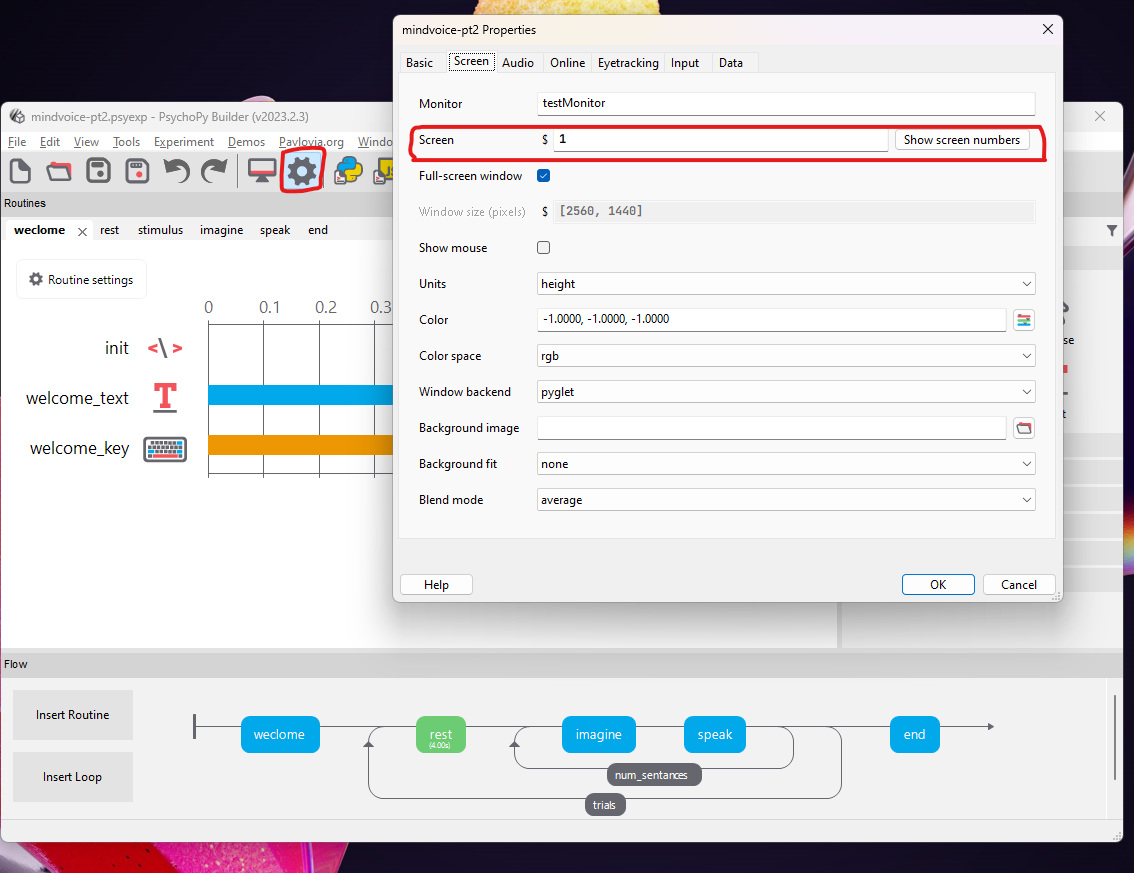 mindvoice-pt2 Properties
Basic Screen Audio Online Eyetracking Input Data
Monitor testMonitor
Screen $ 1 Show screen numbers
Full-screen window
Window size (pixels) $ [2560, 1440]
Show mouse
Units height
Color -1.0000, -1.0000, -1.0000
Color space rgb
Window backend pyglet
Background image
Background fit none
Blend mode average
Help OK Cancel
mindvoice-pt2.psyexp - PsychoPy Builder (v2023.2.3)
File Edit View Tools Experiment Demos Pavlovia.org Windo
Routines
weclome rest stimulus imagine speak end
Routine settings
0 0.1 0.2 0.3
init
welcome_text
welcome_key
Flow
Insert Routine
Insert Loop
weclome rest imagine speak end
(4.00s)
num_sentances
trials